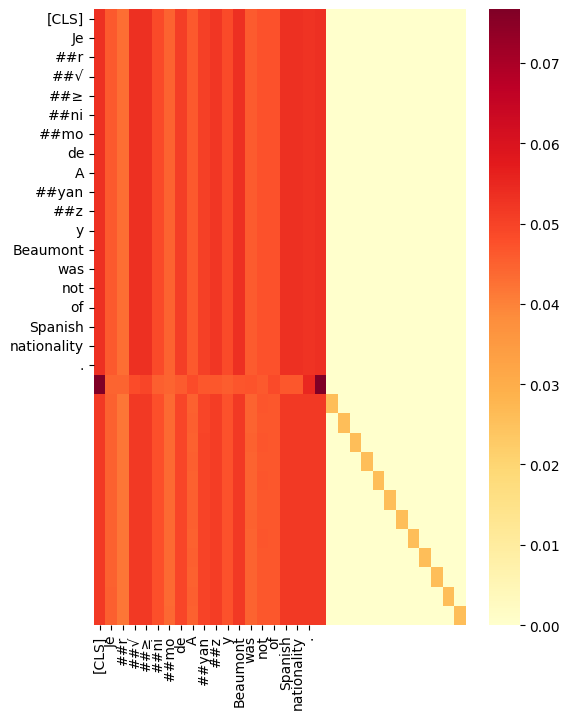 [CLS]
Je
##r
##√
##≥
##ni
##mo
de
A
##yan
##z
y
Beaumont
was
not
of
Spanish
nationality
.
0.07
0.06
0.05
0.04
0.03
0.02
0.01
0.00
[CLS]
Je
##r
##√
##≥
##ni
##mo
de
A
##yan
##z
y
Beaumont
was
not
of
Spanish
nationality
.